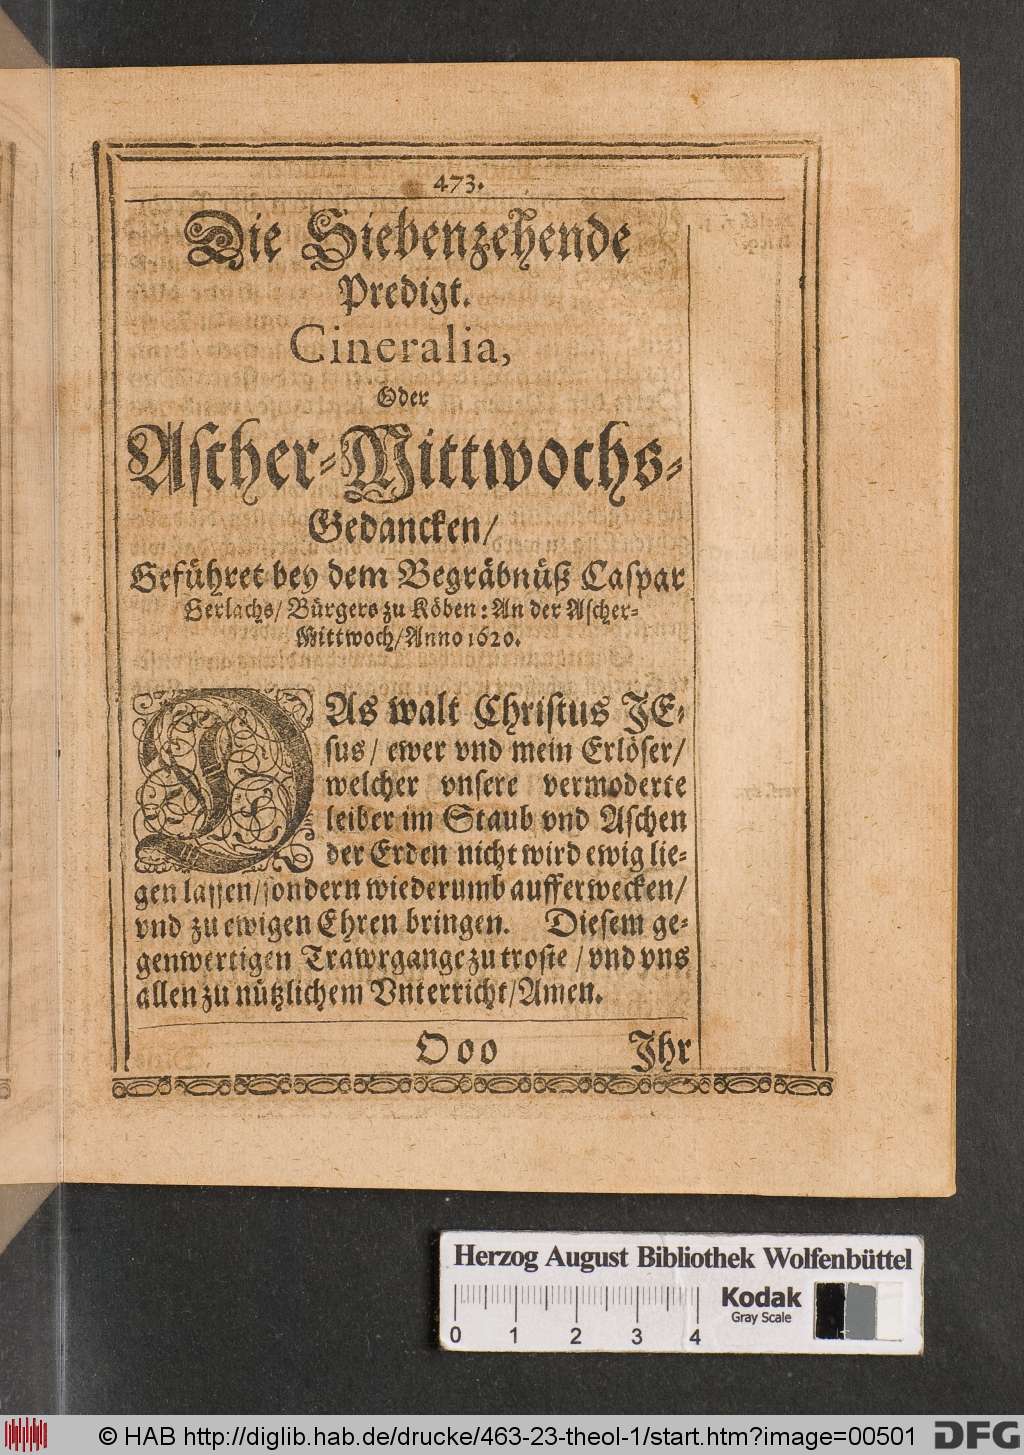 473.
Die Siebenzehende
Predigt.
Cineralia,
Oder
Aſcher-Mittwochs-
Gedancken/
Geführet bey dem Begräbnüß Caſpar
Gerlachs/ Bürgers zu Köben: An der Aſcher-
Mittwoch/ Anno 1620.
DAs walt Chriſtus JE-
ſus/ ewer vnd mein Erlöſer/
welcher vnſere vermoderte
leiber im Staub vnd Aſchen
der Erden nicht wird ewig lie-
gen laſſen/ ſondern wiederumb aufferwecken/
vnd zu ewigen Ehren bringen. Dieſem ge-
genwertigen Trawrgange zu troſte / vnd vns
allen zu nützlichem Vnterricht/ Amen.
Ooo Jhr
Herzog August Bibliothek Wolfenbüttel
Kodak
Gray Scale
0 1 2 3 4
© HAB http://diglib.hab.de/drucke/463-23-theol-1/start.htm?image=00501
DFG